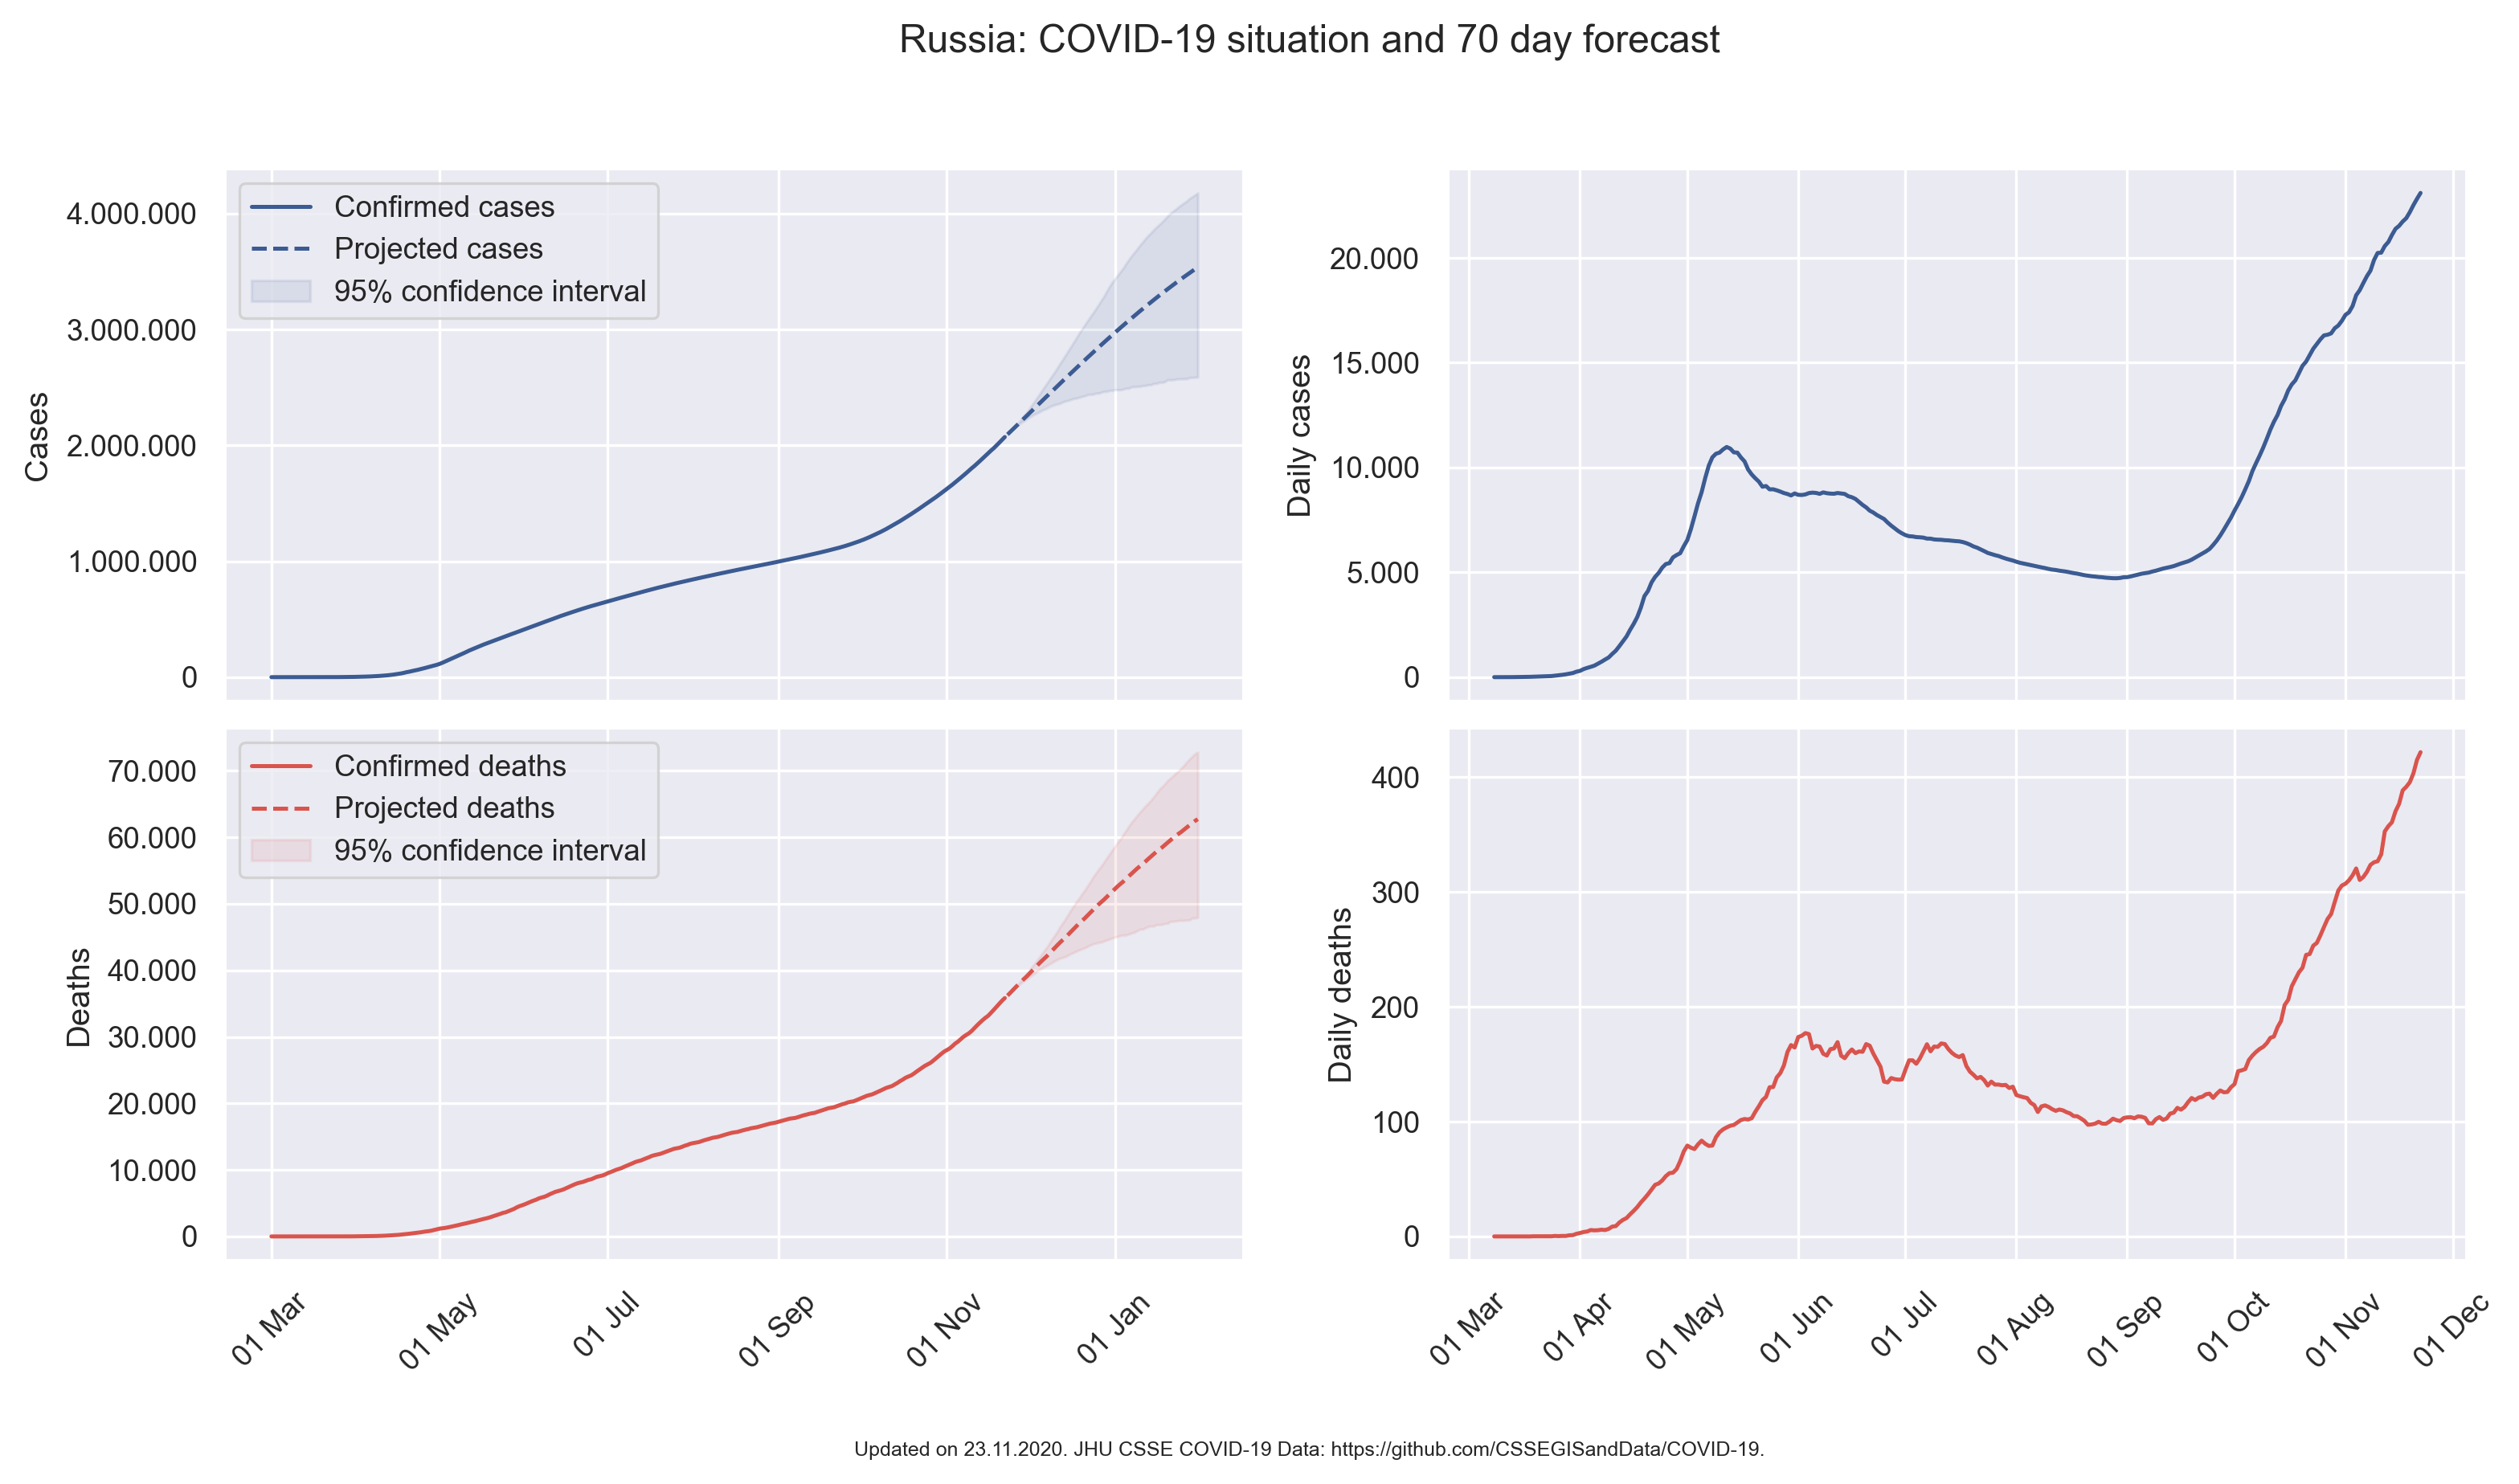 Russia: COVID-19 situation and 70 day forecast
Cases
4.000.000
3.000.000
2.000.000
1.000.000
0
Confirmed cases
Projected cases
95% confidence interval
Daily cases
20.000
15.000
10.000
5.000
0
Deaths
70.000
60.000
50.000
40.000
30.000
20.000
10.000
0
Confirmed deaths
Projected deaths
95% confidence interval
01 Mar
01 May
01 Jul
01 Sep
01 Nov
01 Jan
Daily deaths
400
300
200
100
0
01 Mar
01 Apr
01 May
01 Jun
01 Jul
01 Aug
01 Sep
01 Oct
01 Nov
01 Dec
Updated on 23.11.2020. JHU CSSE COVID-19 Data: https://github.com/CSSEGISandData/COVID-19.